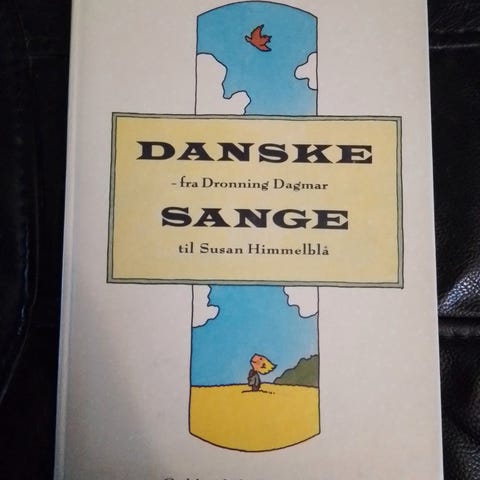 DANSKE
- fra Dronning Dagmar
SANGE
til Susan Himmelblå